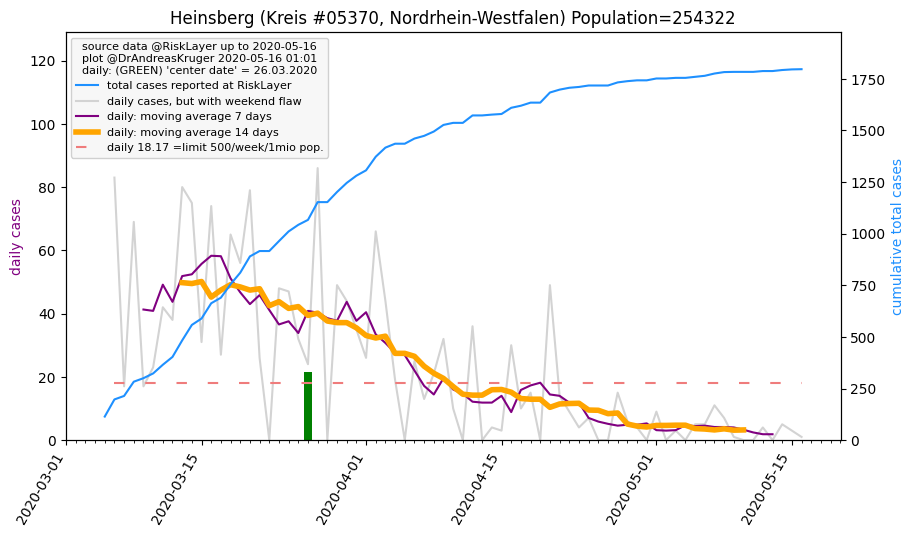 Heinsberg (Kreis #05370, Nordrhein-Westfalen) Population=254322
source data @RiskLayer up to 2020-05-16
plot @DrAndreasKruger 2020-05-16 01:01
daily: (GREEN) 'center date' = 26.03.2020
total cases reported at RiskLayer
daily cases, but with weekend flaw
daily: moving average 7 days
daily: moving average 14 days
daily 18.17 =limit 500/week/1mio pop.
daily cases
120
100
80
60
40
20
0
cumulative total cases
1750
1500
1250
1000
750
500
250
0
2020-03-01
2020-03-15
2020-04-01
2020-04-15
2020-05-01
2020-05-15